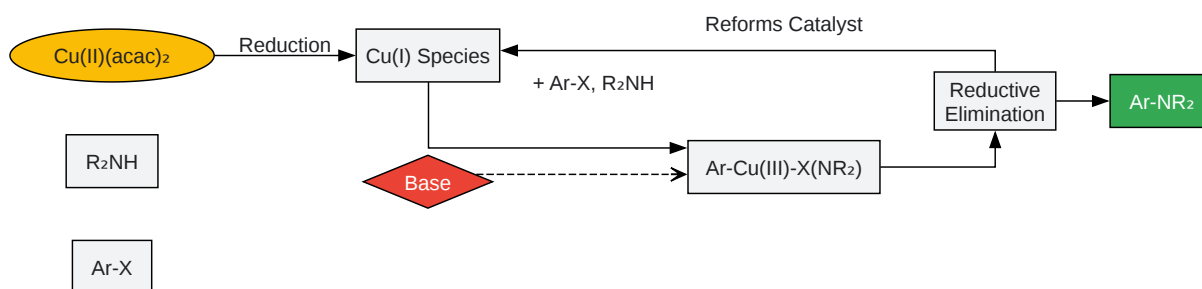 Reforms Catalyst
Cu(II)(acac)₂
Reduction
Cu(I) Species
+ Ar-X, R₂NH
Reductive
Elimination
Ar-NR₂
R₂NH
Base
Ar-Cu(III)-X(NR₂)
Ar-X